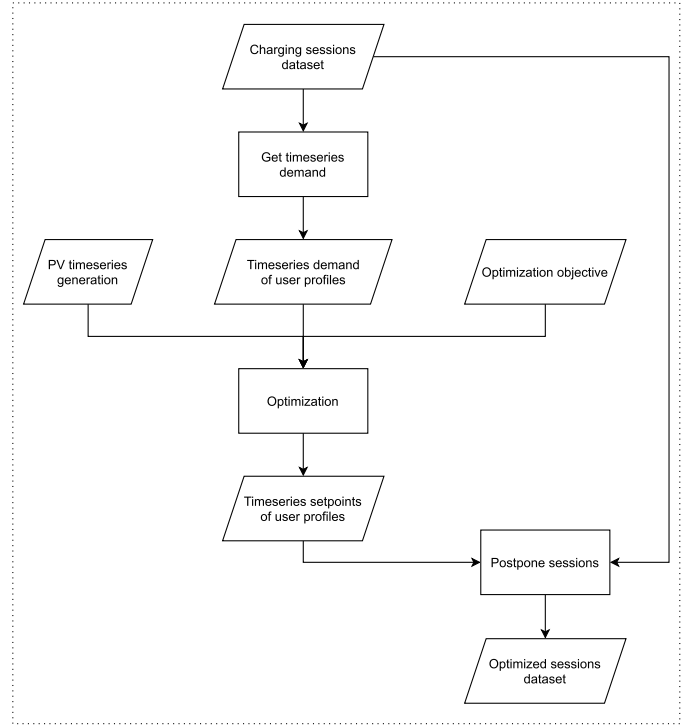 Charging sessions
dataset
Get timeseries
demand
PV timeseries
generation
Timeseries demand
of user profiles
Optimization objective
Optimization
Timeseries setpoints
of user profiles
Postpone sessions
Optimized sessions
dataset